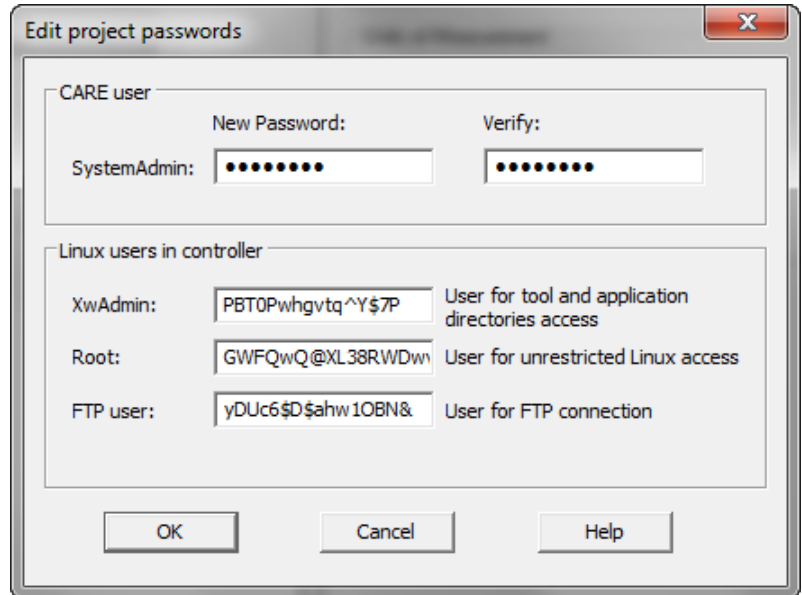 Edit project passwords
CARE user
New Password: Verify:
SystemAdmin: ●●●●●●●● ●●●●●●●●
Linux users in controller
XwAdmin: PBT0Pwhgvtq^Y$7P User for tool and application
directories access
Root: GWFQwQ@XL38RWDwv User for unrestricted Linux access
FTP user: yDUc6$D$ahw1OBN& User for FTP connection
OK Cancel Help